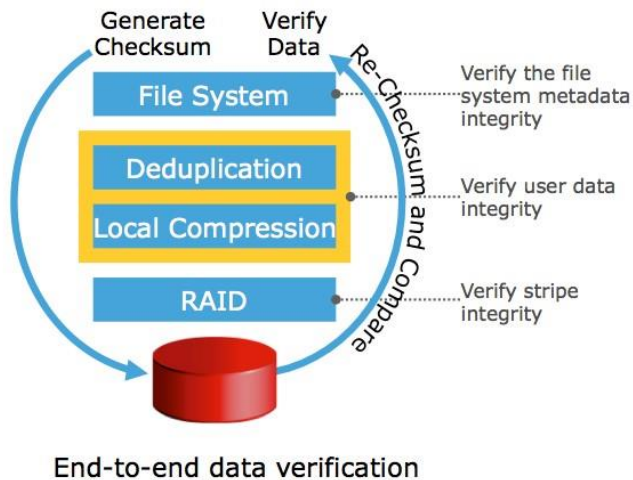 Generate
Checksum
Verify
Data
Re-Checksum and Compare
File System
Deduplication
Local Compression
RAID
Verify the file
system metadata
integrity
Verify user data
integrity
Verify stripe
integrity
End-to-end data verification